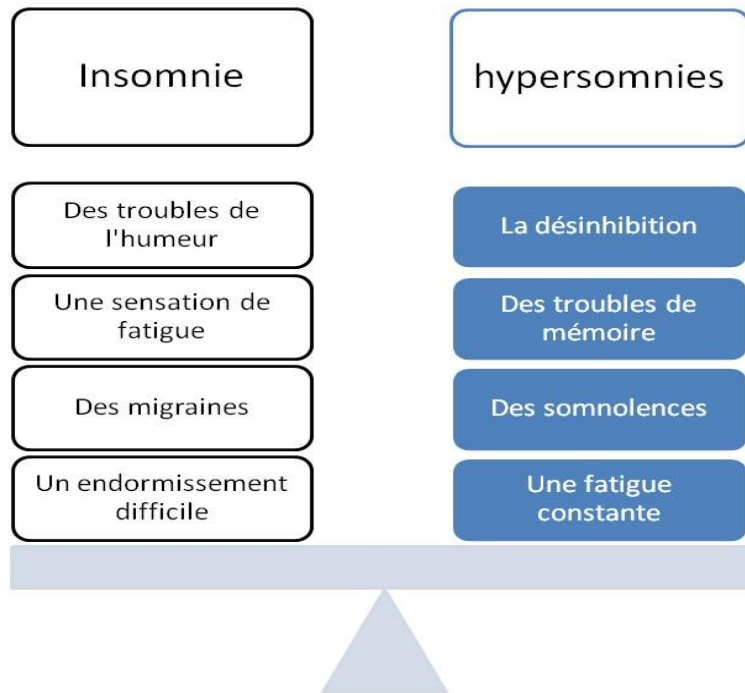 Insomnie
hypersomnies
Des troubles de
l'humeur
La désinhibition
Une sensation de
fatigue
Des troubles de
mémoire
Des migraines
Des somnolences
Un endormissement
difficile
Une fatigue
constante